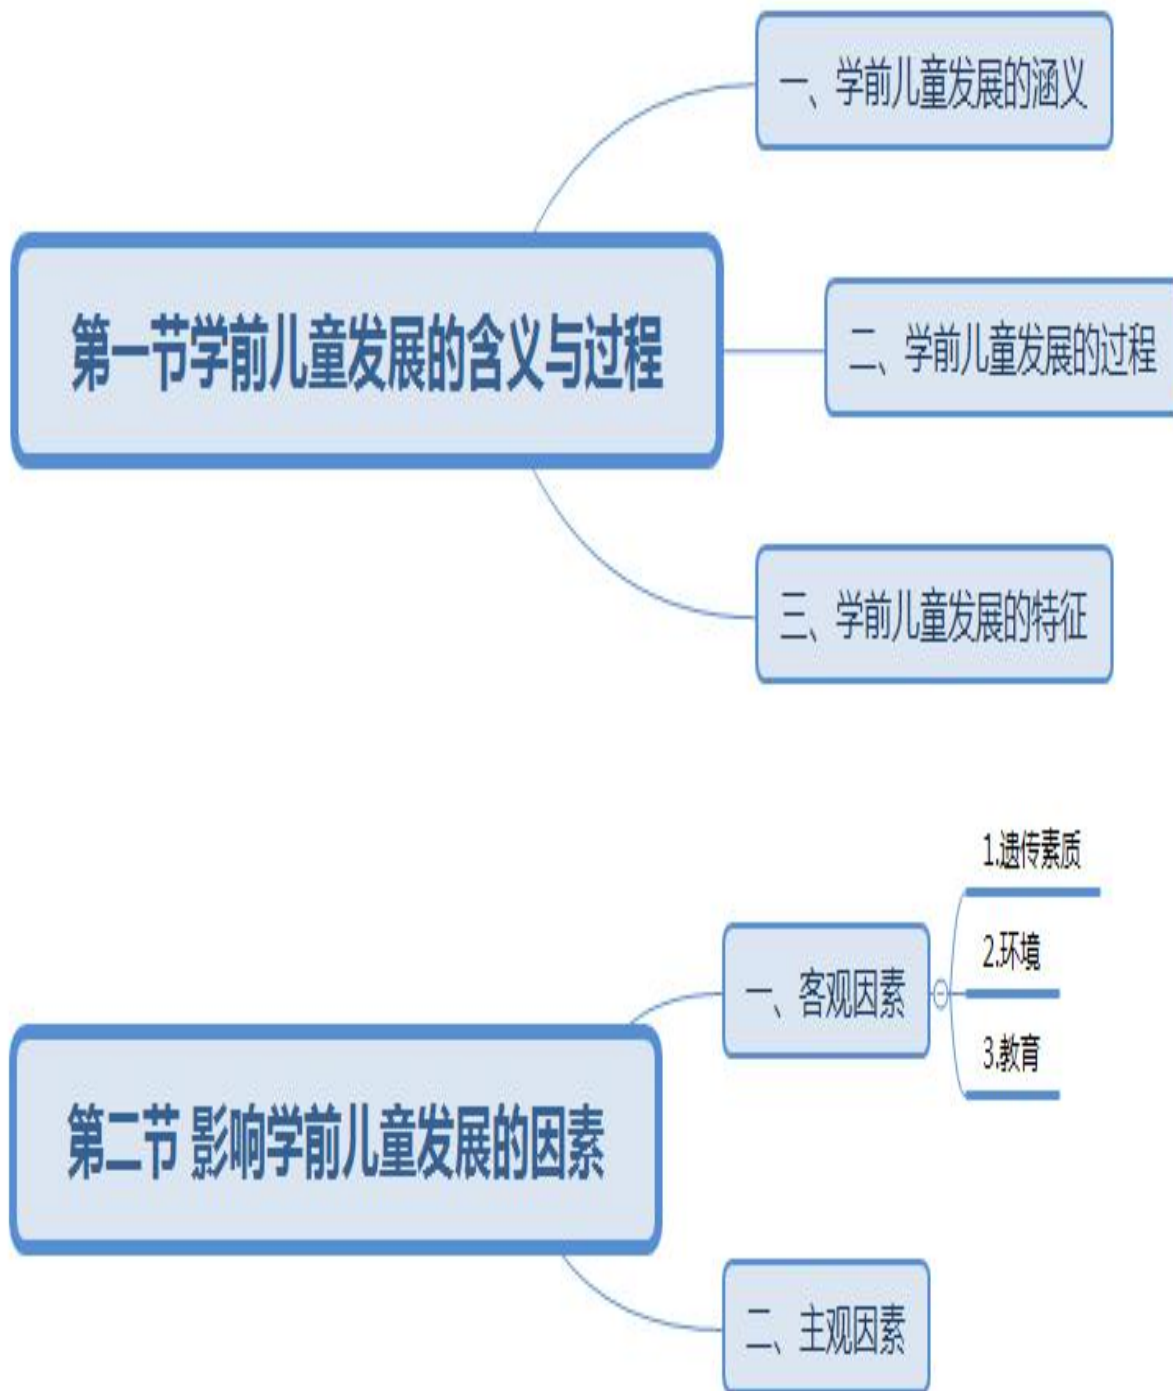 一、学前儿童发展的涵义
第一节学前儿童发展的含义与过程
二、学前儿童发展的过程
三、学前儿童发展的特征
1.遗传素质
一、客观因素
2.环境
3.教育
第二节 影响学前儿童发展的因素
二、主观因素